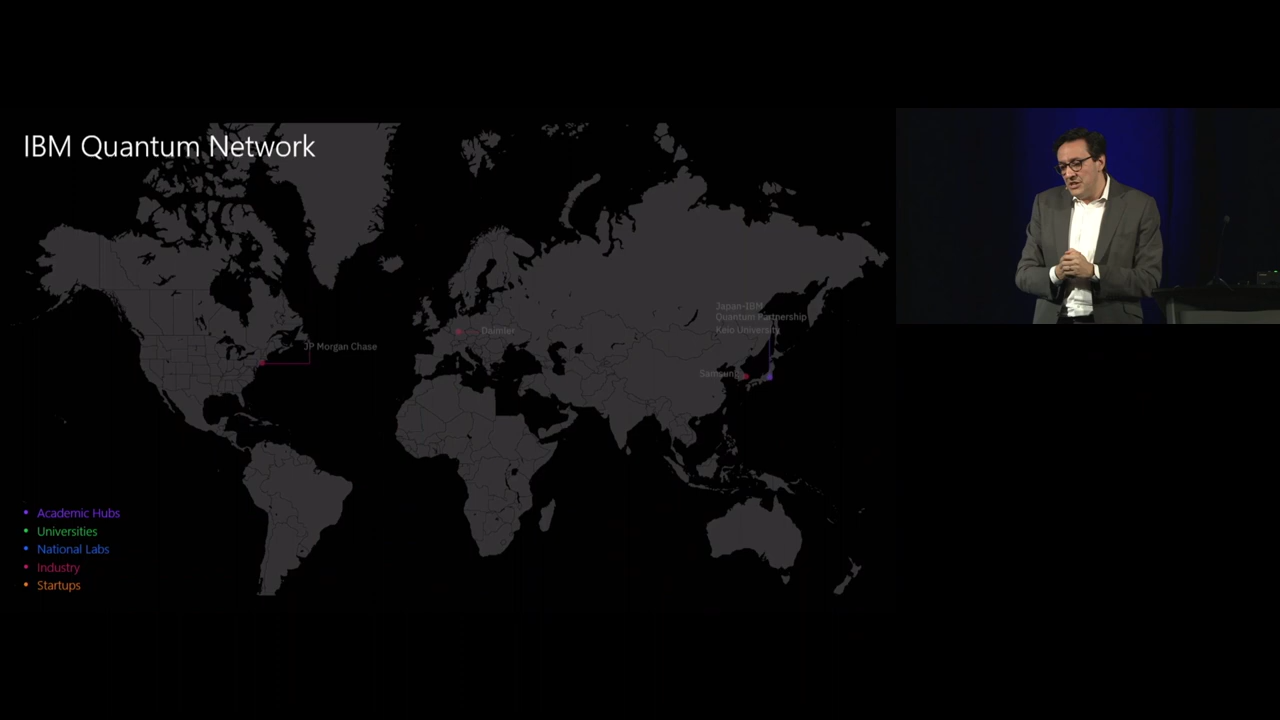 IBM Quantum Network
Japan-IBM
Quantum Partnership
Keio University
Daimler
JP Morgan Chase
Samsung
Academic Hubs
Universities
National Labs
Industry
Startups